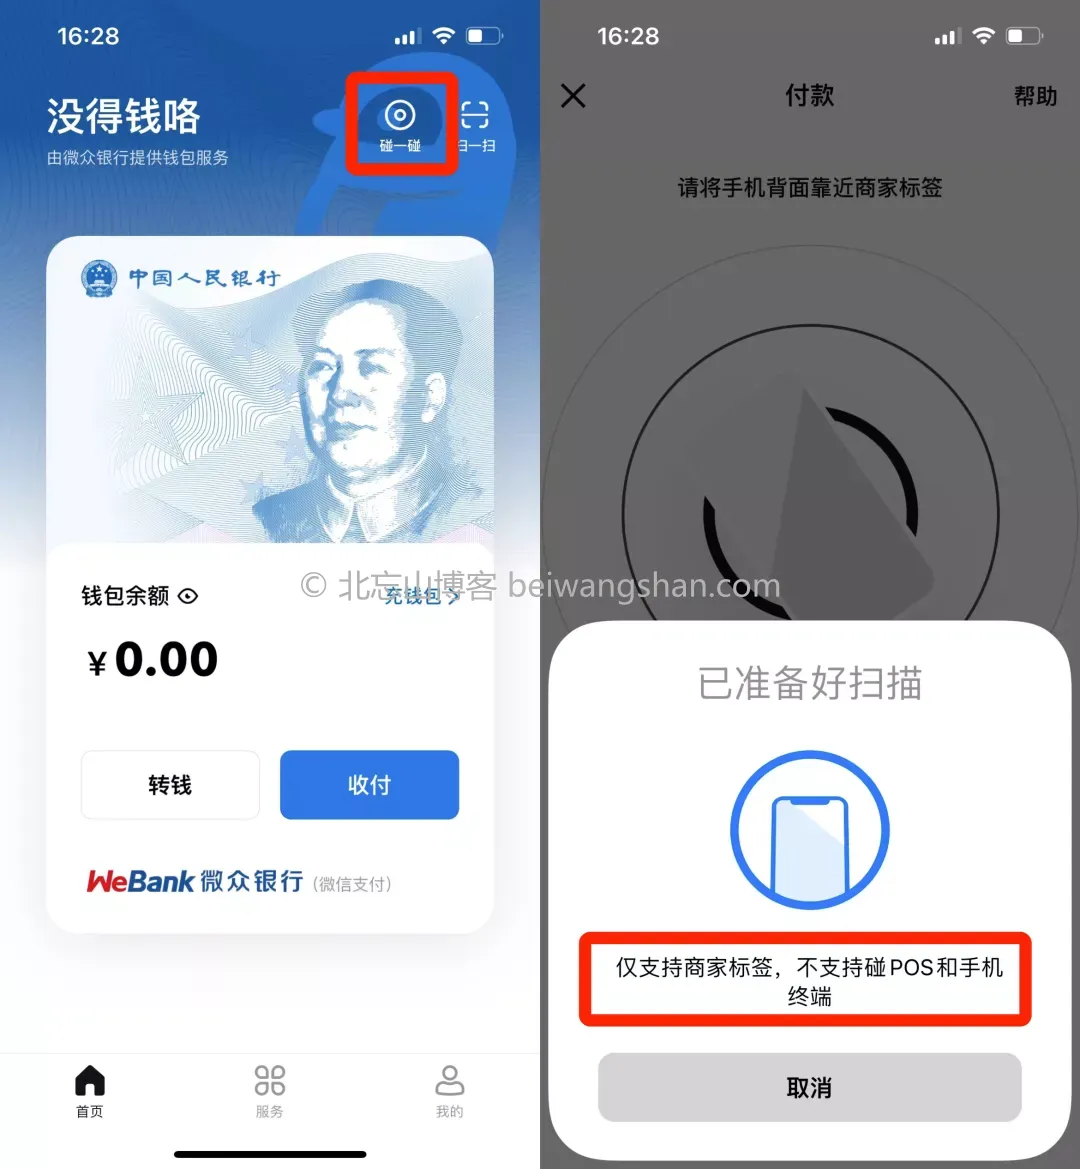 16:28
没得钱咯
由微众银行提供钱包服务
碰一碰
扫一扫
中国人民银行
钱包余额
充钱包 >
¥0.00
转钱
收付
WeBank 微众银行 (微信支付)
首页
服务
我的
16:28
付款
帮助
请将手机背面靠近商家标签
© 北忘山博客 beiwangshan.com
已准备好扫描
仅支持商家标签，不支持碰POS和手机
终端
取消